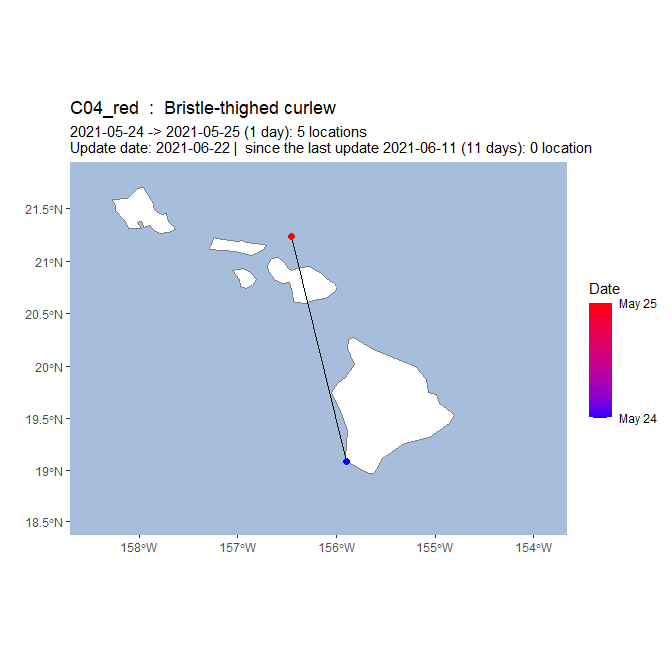 C04_red  :  Bristle-thighed curlew
2021-05-24 -> 2021-05-25 (1 day): 5 locations
Update date: 2021-06-22 |  since the last update 2021-06-11 (11 days): 0 location
21.5°N
21°N
20.5°N
20°N
19.5°N
19°N
18.5°N
158°W
157°W
156°W
155°W
154°W
Date
May 25
May 24